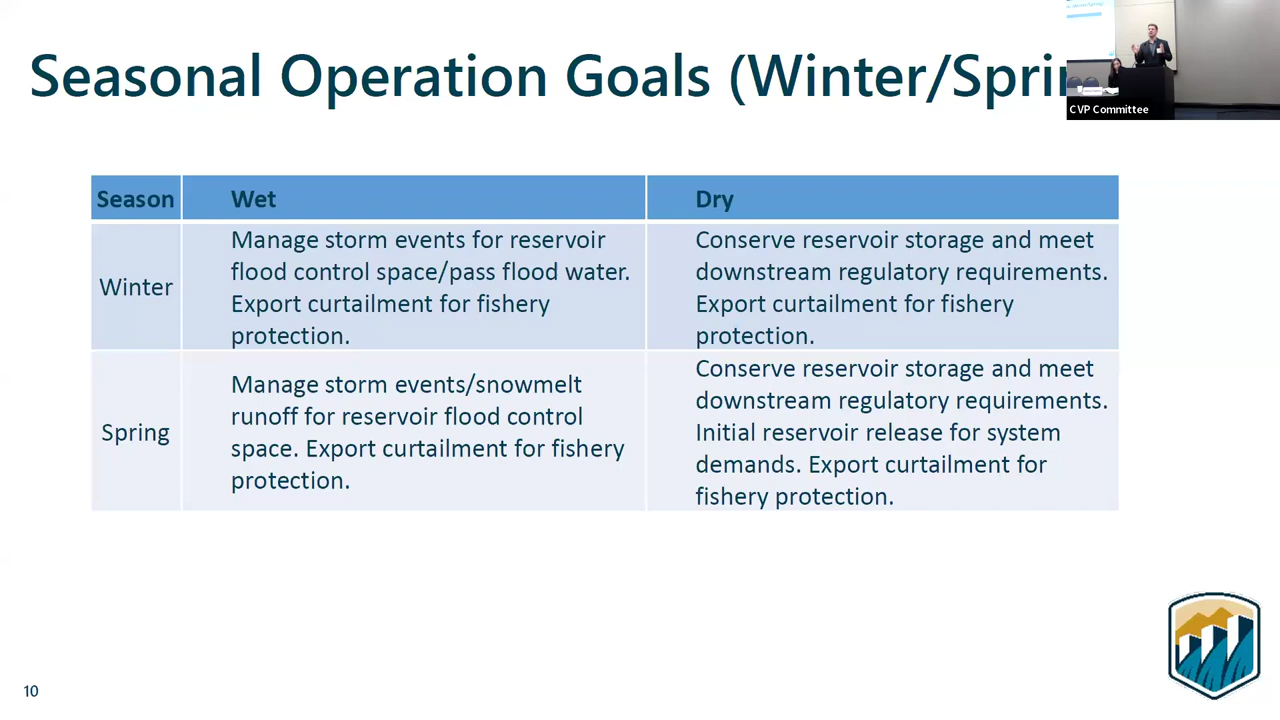 Seasonal Operation Goals (Winter/Sprin
CVP Committee
Season Wet Dry
Winter
Manage storm events for reservoir
flood control space/pass flood water.
Export curtailment for fishery
protection.
Conserve reservoir storage and meet
downstream regulatory requirements.
Export curtailment for fishery
protection.
Spring
Manage storm events/snowmelt
runoff for reservoir flood control
space. Export curtailment for fishery
protection.
Conserve reservoir storage and meet
downstream regulatory requirements.
Initial reservoir release for system
demands. Export curtailment for
fishery protection.
10